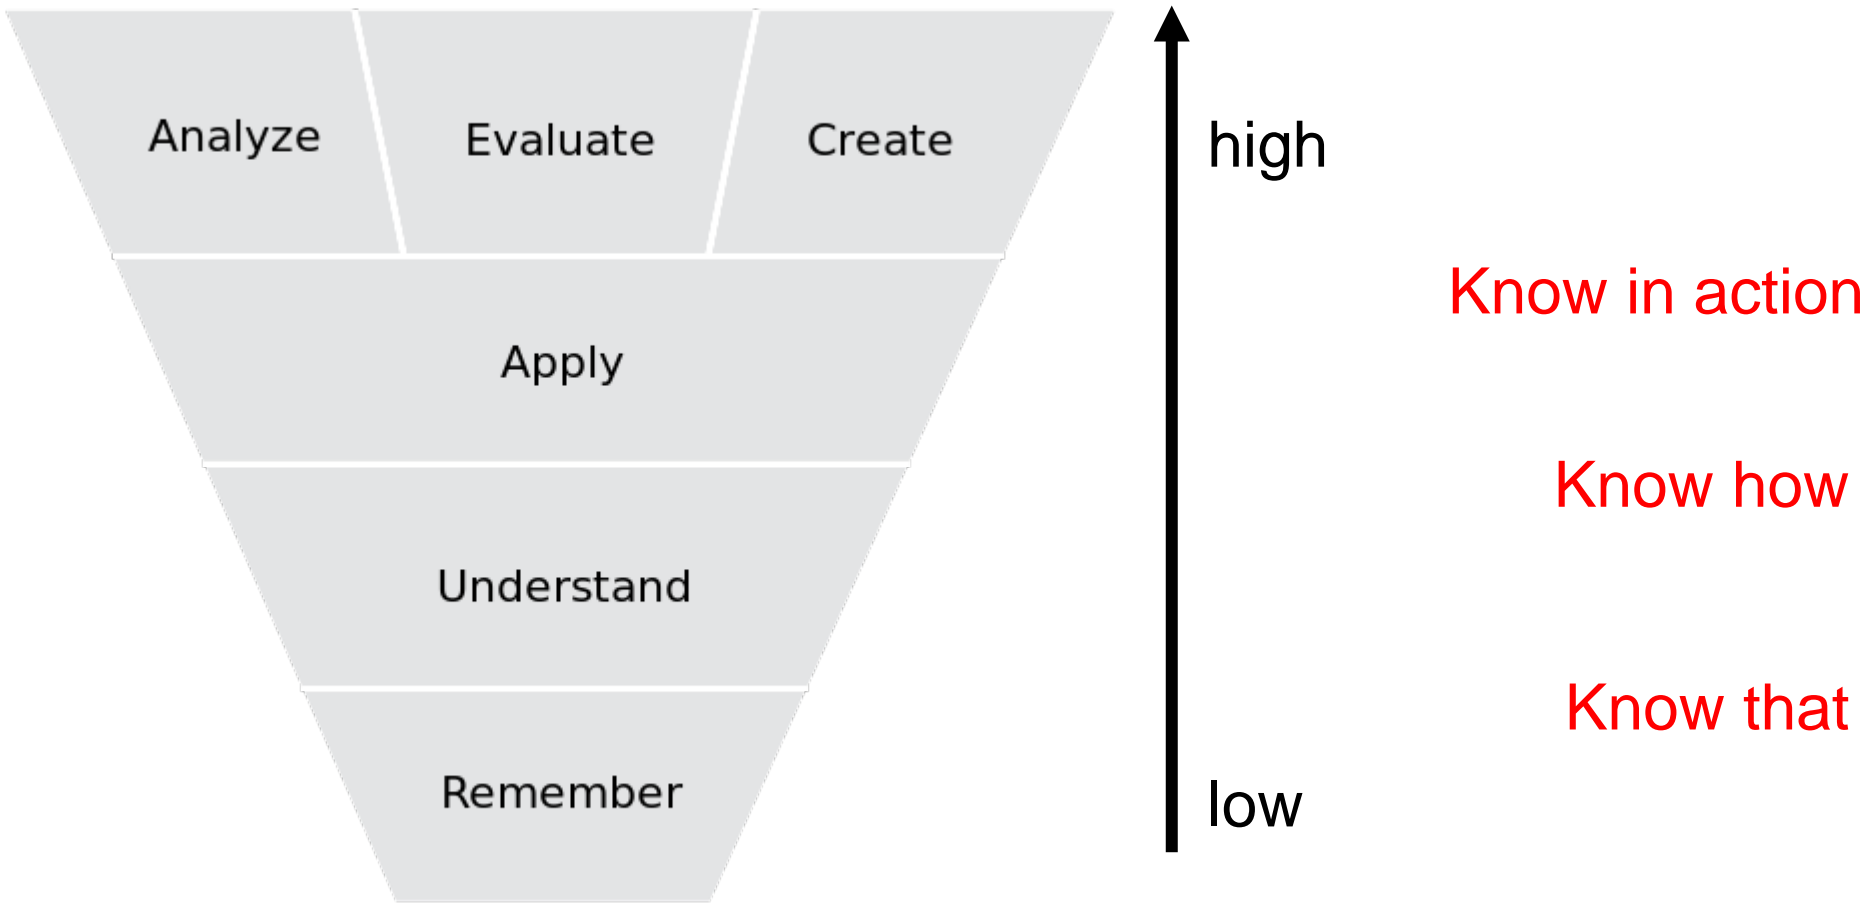 Analyze
Evaluate
Create
high
Know in action
Apply
Know how
Understand
Know that
Remember
low